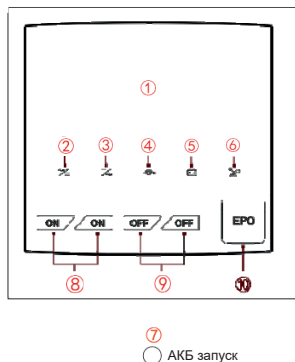 ①
② ③ ④ ⑤ ⑥
ON ON OFF OFF EPO
⑧ ⑨ ⑩
⑦
АКБ запуск